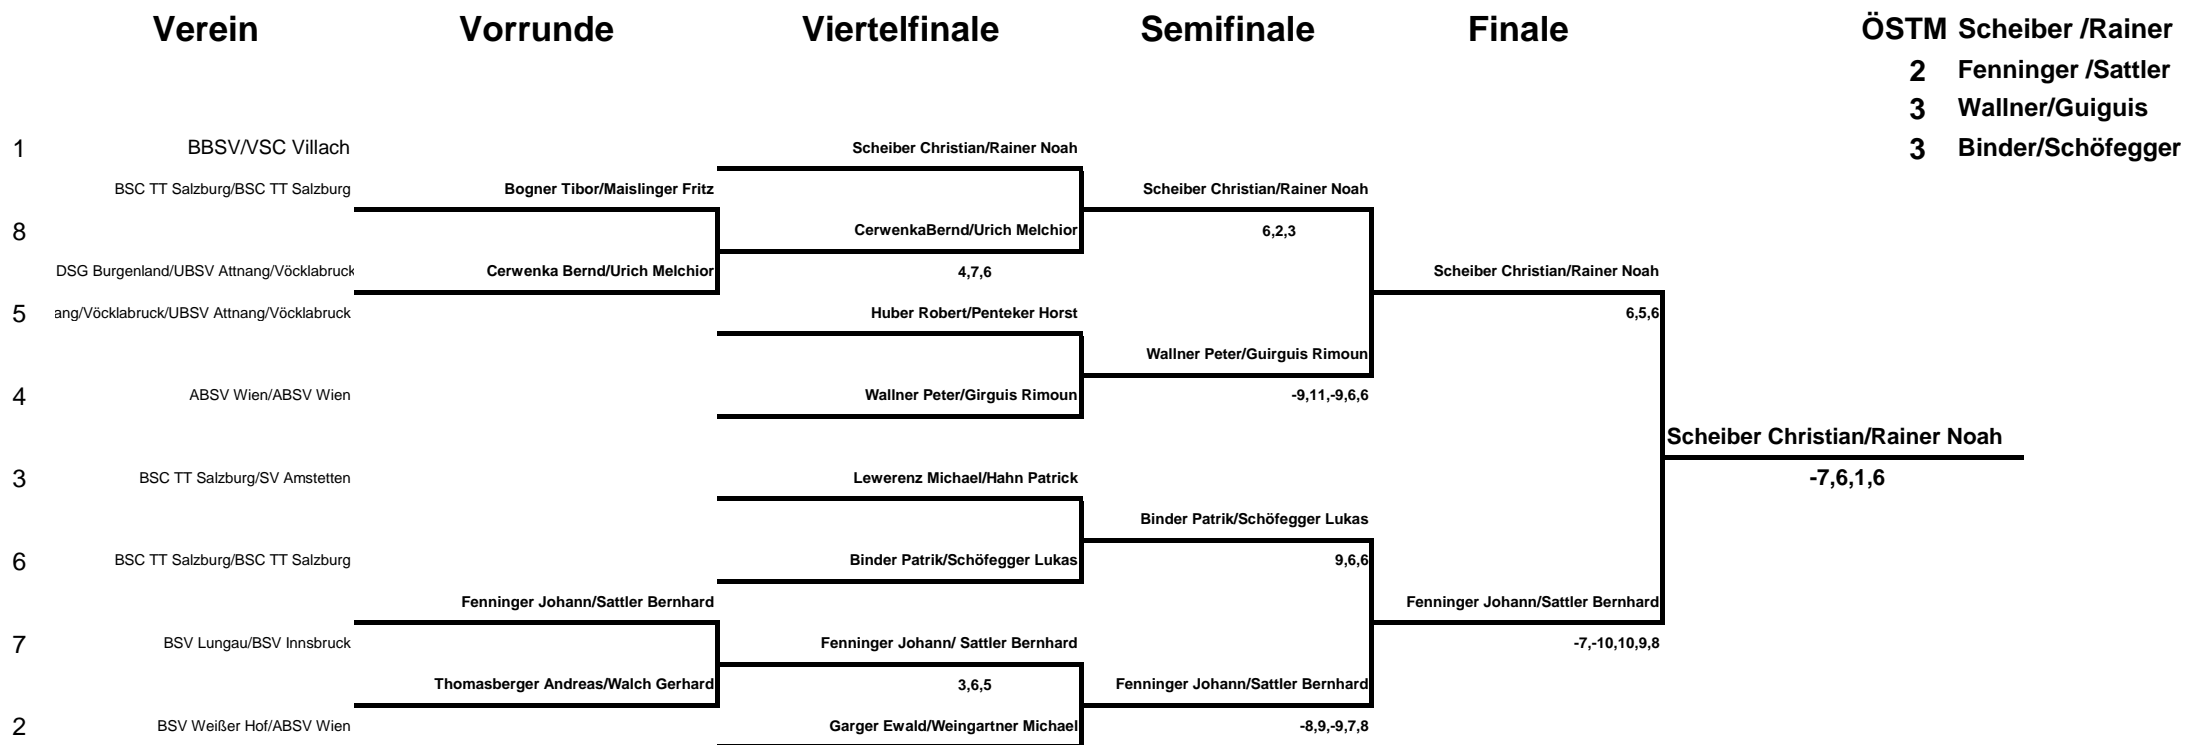 Verein Vorrunde Viertelfinale Semifinale Finale ÖSTM Scheiber /Rainer
2 Fenninger /Sattler
3 Wallner/Guiguis
1 BBSV/VSC Villach Scheiber Christian/Rainer Noah 3 Binder/Schöfegger
BSC TT Salzburg/BSC TT Salzburg Bogner Tibor/Maislinger Fritz Scheiber Christian/Rainer Noah
8 CerwenkaBernd/Urich Melchior 6,2,3
DSG Burgenland/UBSV Attnang/Vöcklabruck Cerwenka Bernd/Urich Melchior 4,7,6 Scheiber Christian/Rainer Noah
5 ang/Vöcklabruck/UBSV Attnang/Vöcklabruck Huber Robert/Penteker Horst 6,5,6
Wallner Peter/Guirguis Rimoun
4 ABSV Wien/ABSV Wien Wallner Peter/Girguis Rimoun -9,11,-9,6,6
Scheiber Christian/Rainer Noah
3 BSC TT Salzburg/SV Amstetten Lewerenz Michael/Hahn Patrick -7,6,1,6
Binder Patrik/Schöfegger Lukas
6 BSC TT Salzburg/BSC TT Salzburg Binder Patrik/Schöfegger Lukas 9,6,6
Fenninger Johann/Sattler Bernhard Fenninger Johann/Sattler Bernhard
7 BSV Lungau/BSV Innsbruck Fenninger Johann/ Sattler Bernhard -7,-10,10,9,8
Thomasberger Andreas/Walch Gerhard 3,6,5 Fenninger Johann/Sattler Bernhard
2 BSV Weißer Hof/ABSV Wien Garger Ewald/Weingartner Michael -8,9,-9,7,8